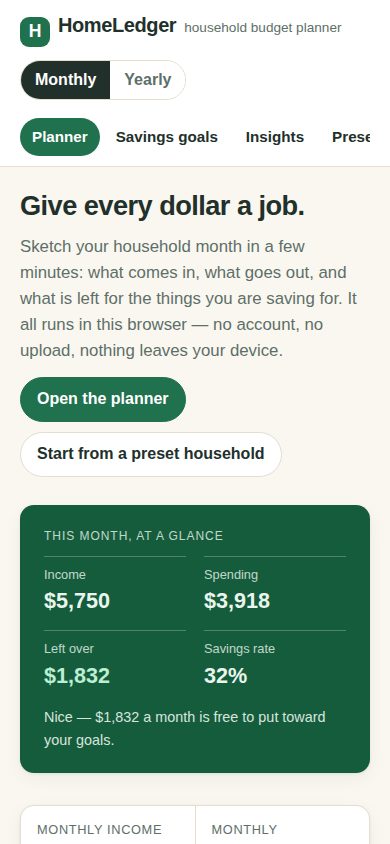 H HomeLedger household budget planner
Monthly Yearly
Planner Savings goals Insights Prese
Give every dollar a job.
Sketch your household month in a few
minutes: what comes in, what goes out, and
what is left for the things you are saving for. It
all runs in this browser — no account, no
upload, nothing leaves your device.
Open the planner
Start from a preset household
THIS MONTH, AT A GLANCE
Income Spending
$5,750 $3,918
Left over Savings rate
$1,832 32%
Nice — $1,832 a month is free to put toward
your goals.
MONTHLY INCOME MONTHLY